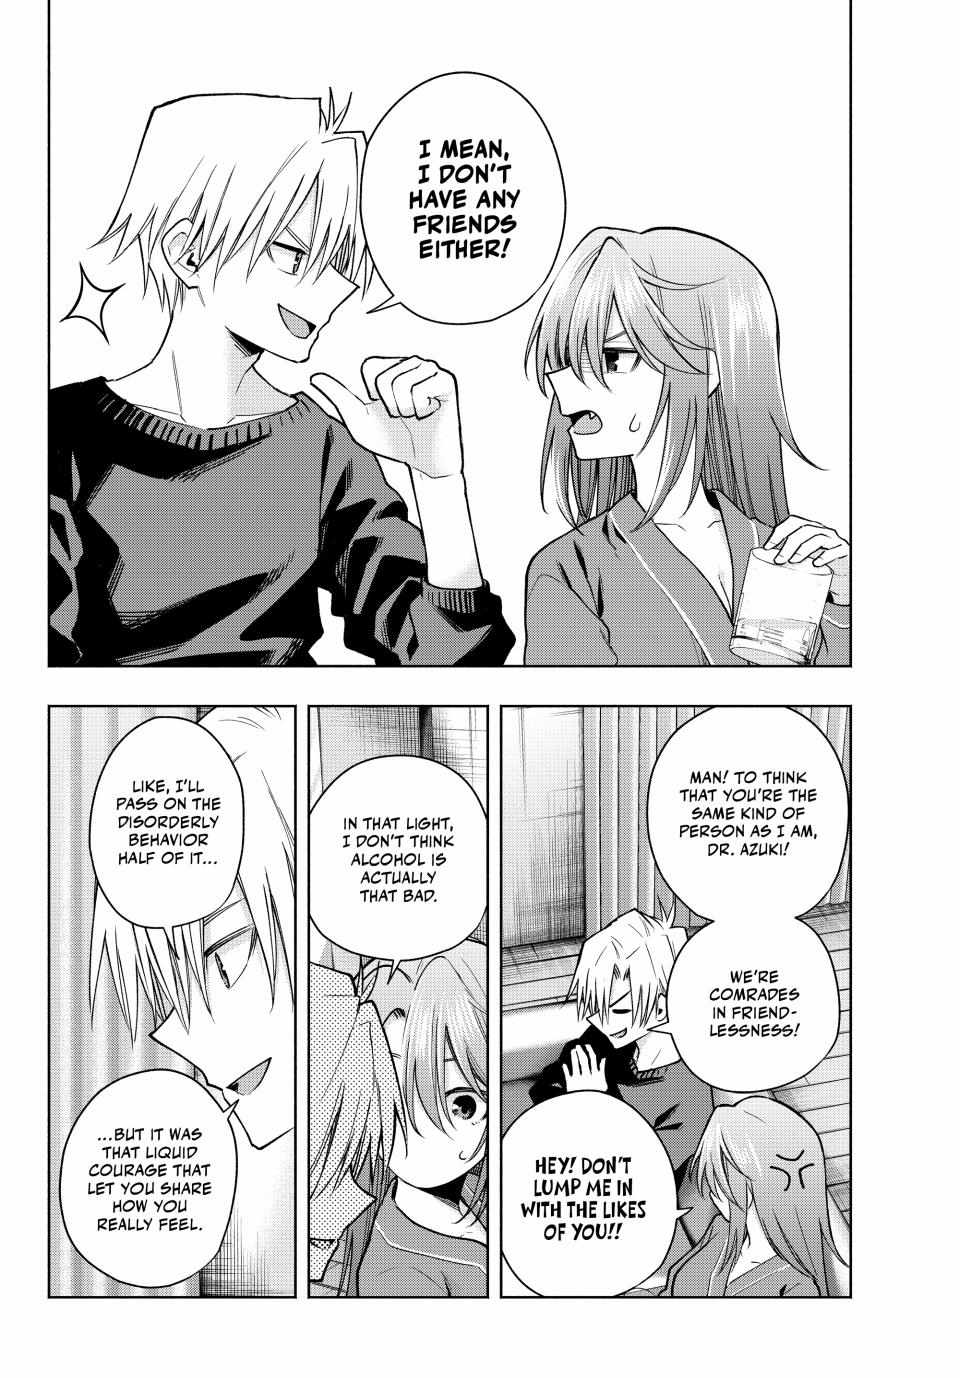 I MEAN,
I DON'T
HAVE ANY
FRIENDS
EITHER!
MAN! TO THINK
THAT YOU'RE THE
SAME KIND OF
PERSON AS I AM,
DR. AZUKI!
WE'RE
COMRADES
IN FRIEND-
LESSNESS!
HEY! DON'T
LUMP ME IN
WITH THE LIKES
OF YOU!!
IN THAT LIGHT,
I DON'T THINK
ALCOHOL IS
ACTUALLY
THAT BAD.
LIKE, I'LL
PASS ON THE
DISORDERLY
BEHAVIOR
HALF OF IT...
...BUT IT WAS
THAT LIQUID
COURAGE THAT
LET YOU SHARE
HOW YOU
REALLY FEEL.